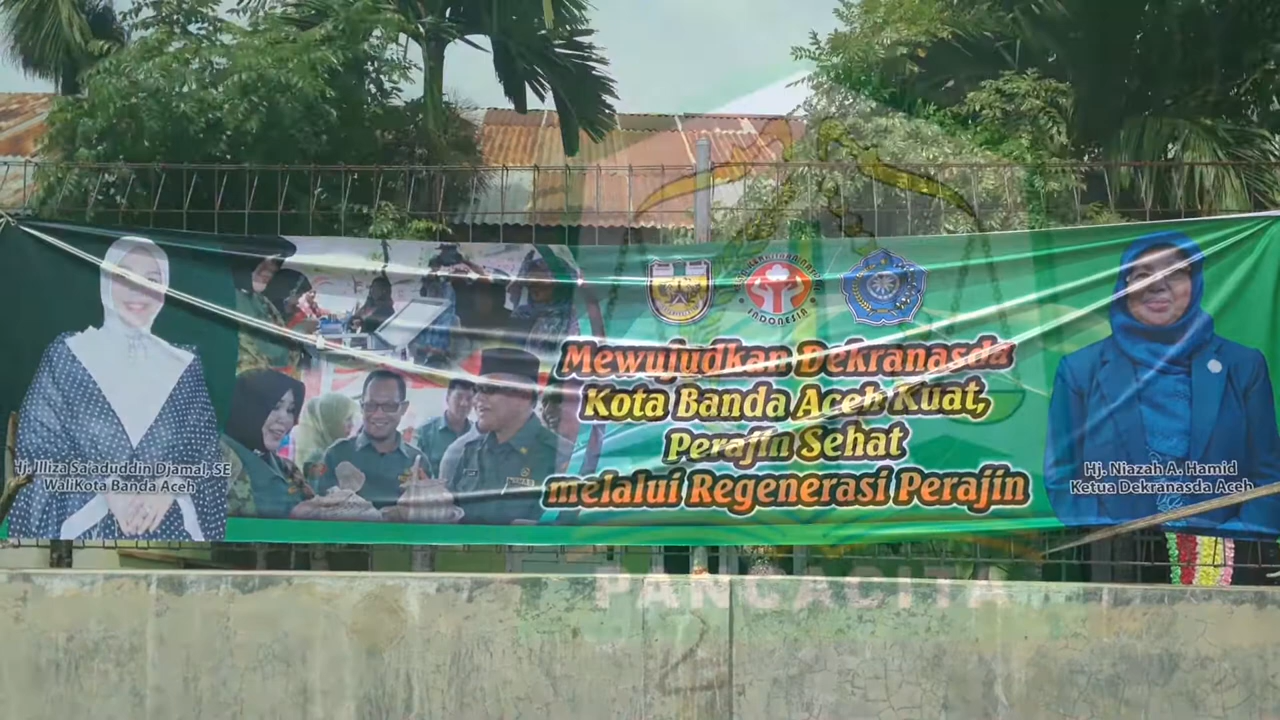 INDONESIA
Mewujudkan Dekranasda
Kota Banda Aceh Kuat,
Perajin Sehat
melalui Regenerasi Perajin
Hj. Illiza Sa'aduddin Djamal, SE
WaliKota Banda Aceh
Hj. Niazah A. Hamid
Ketua Dekranasda Aceh
PANCACITA